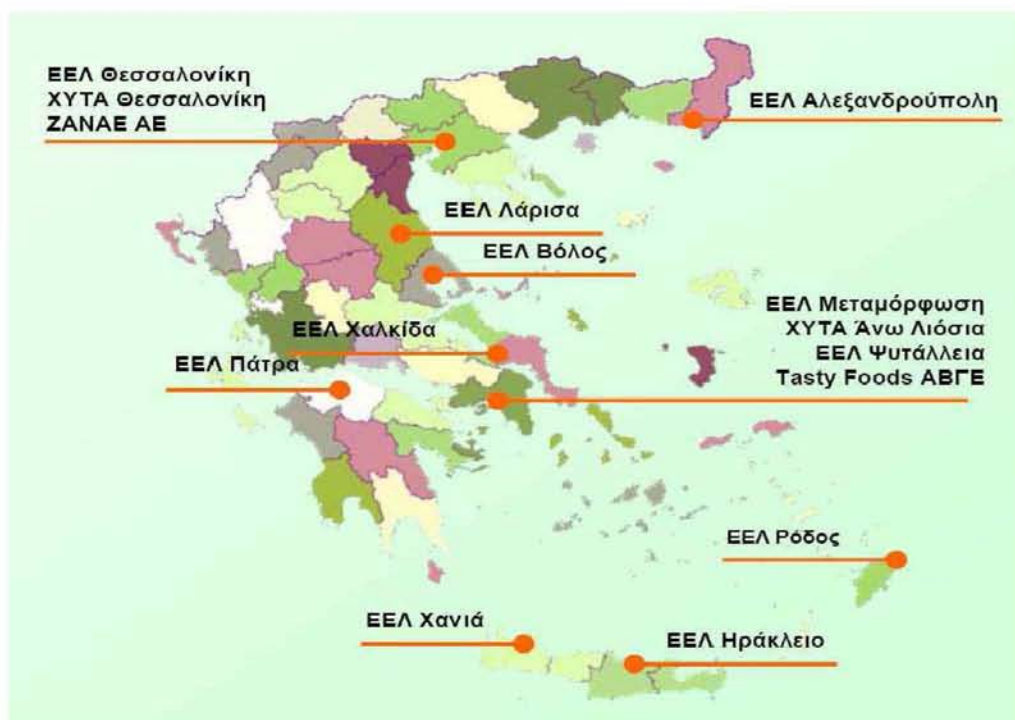 ΕΕΛ Θεσσαλονίκη
ΧΥΤΑ Θεσσαλονίκη
ΖΑΝΑΕ ΑΕ
ΕΕΛ Αλεξανδρούπολη
ΕΕΛ Λάρισα
ΕΕΛ Βόλος
ΕΕΛ Μεταμόρφωση
ΧΥΤΑ Άνω Λιόσια
ΕΕΛ Ψυτάλλεια
Tasty Foods ΑΒΓΕ
ΕΕΛ Χαλκίδα
ΕΕΛ Πάτρα
ΕΕΛ Ρόδος
ΕΕΛ Χανιά
ΕΕΛ Ηράκλειο